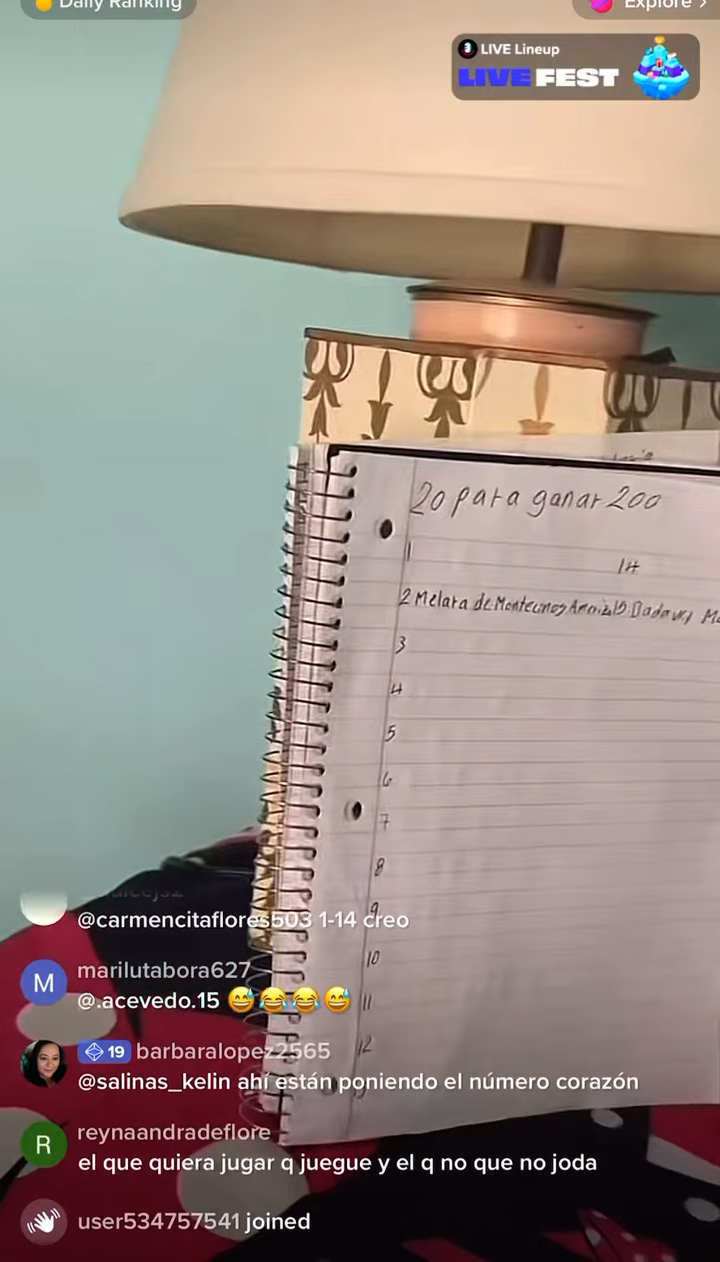 Daily Ranking
Explore >
LIVE Lineup
LIVE FEST
20 para ganar 200
1
14
2 Melara de Montecinos
3
4
5
6
7
8
9
10
11
12
@carmencitaflores503 1-14 creo
M
marilutabora627
@.acevedo.15 😅😂😂😅
19 barbaralopez2565
@salinas_kelin ahí están poniendo el número corazón
R
reynaandradeflore
el que quiera jugar q juegue y el q no que no joda
user534757541 joined